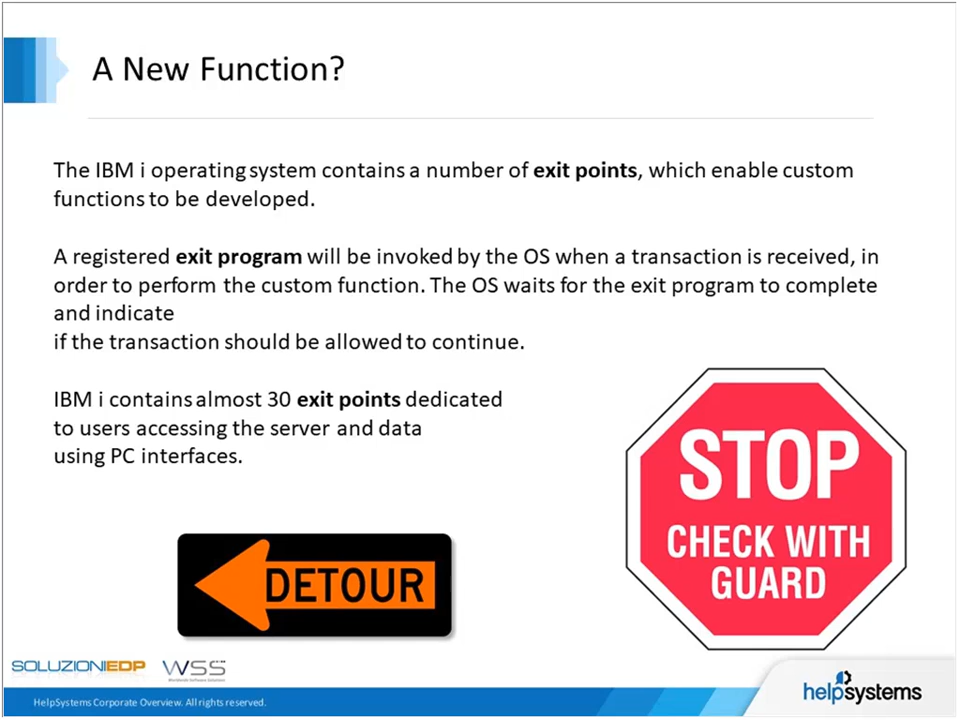 A New Function?
The IBM i operating system contains a number of exit points, which enable custom
functions to be developed.
A registered exit program will be invoked by the OS when a transaction is received, in
order to perform the custom function. The OS waits for the exit program to complete
and indicate
if the transaction should be allowed to continue.
IBM i contains almost 30 exit points dedicated
to users accessing the server and data
using PC interfaces.
STOP
CHECK WITH
GUARD
DETOUR
SOLUZIONIEDP
WSS
Worldwide Software Solutions
HelpSystems Corporate Overview. All rights reserved.
helpsystems